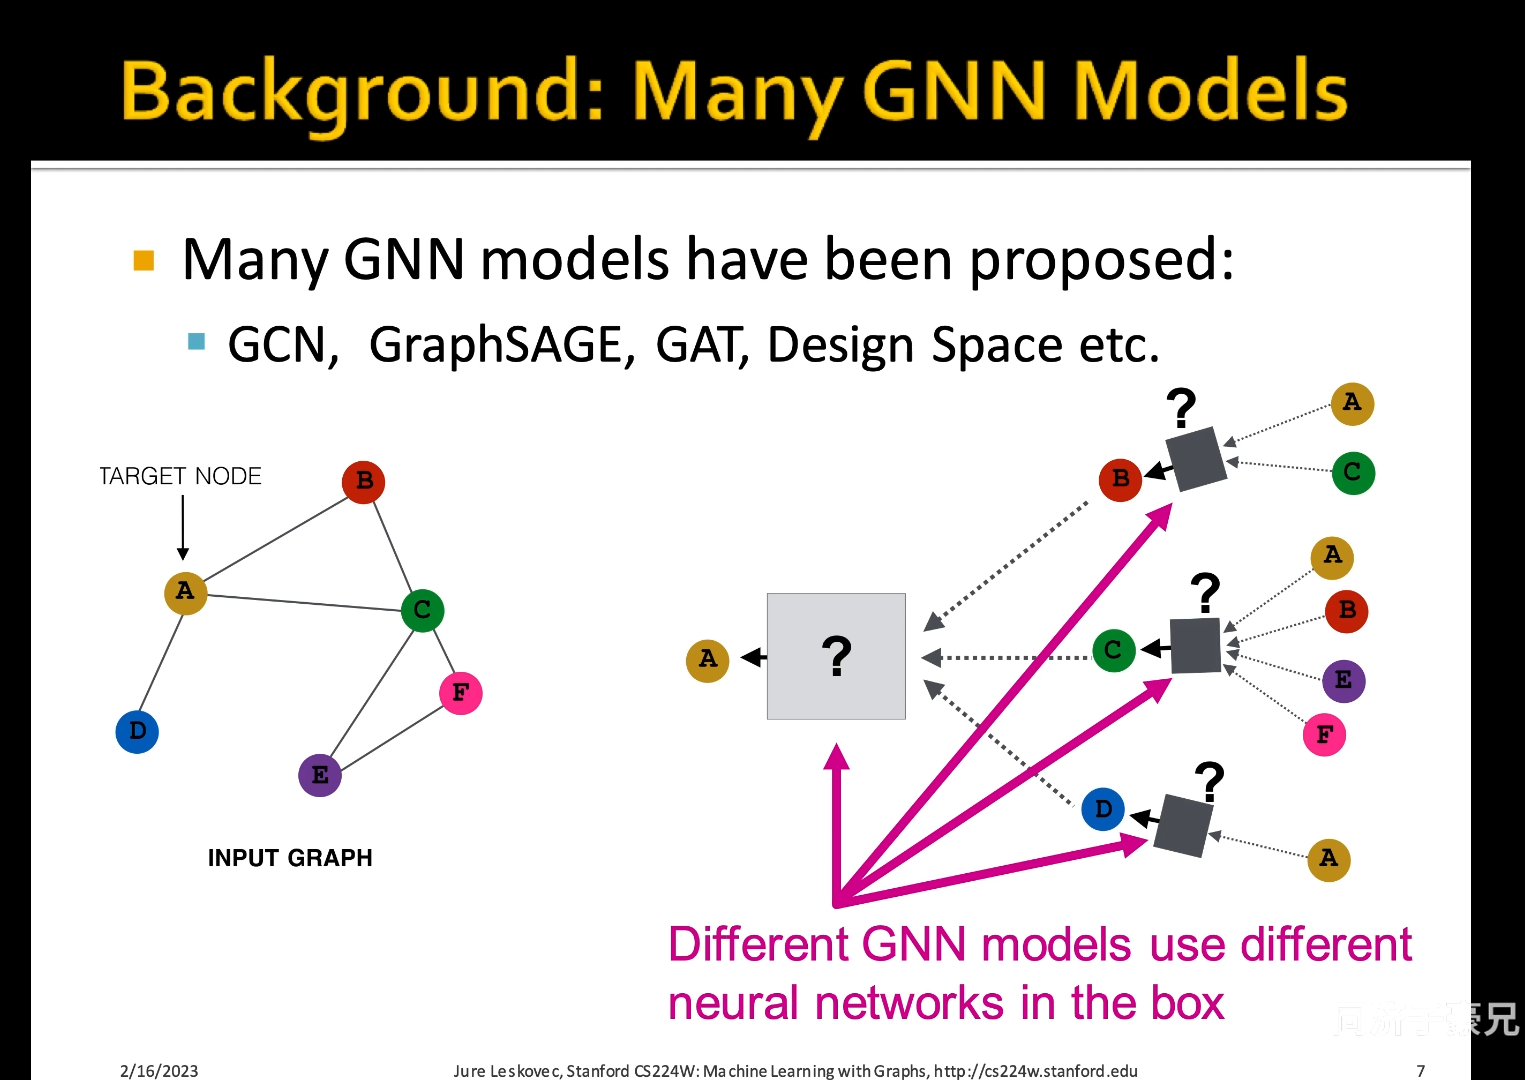 Background: Many GNN Models
Many GNN models have been proposed:
GCN, GraphSAGE, GAT, Design Space etc.
TARGET NODE
B
A
C
F
D
E
INPUT GRAPH
?
A
B
C
?
A
B
A
?
C
E
F
?
D
A
Different GNN models use different
neural networks in the box
2/16/2023
Jure Leskovec, Stanford CS224W: Machine Learning with Graphs, http://cs224w.stanford.edu
7
豪兄